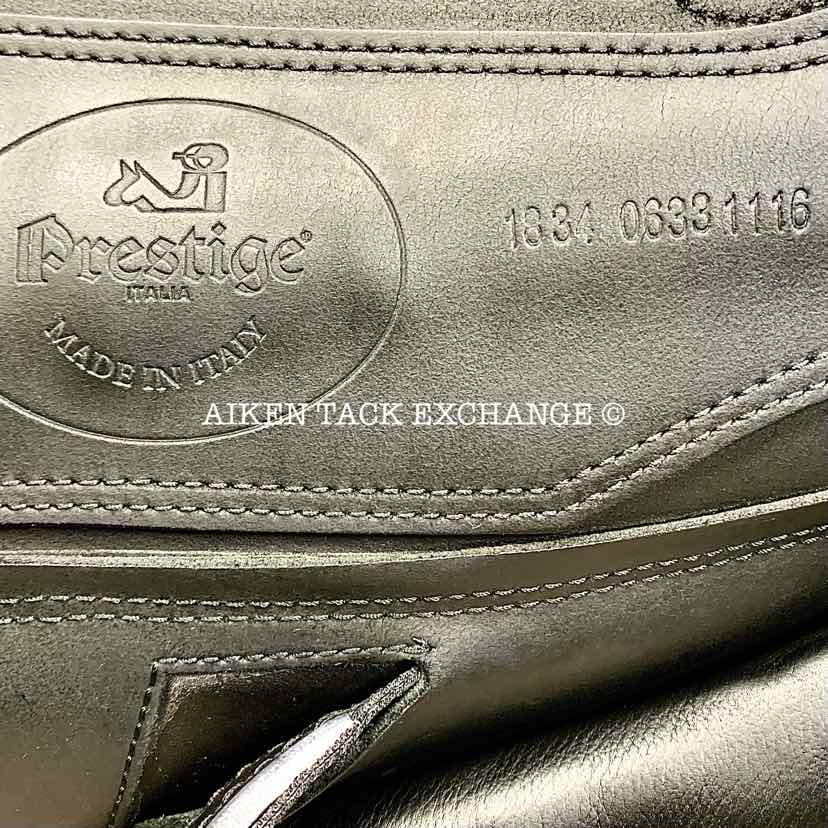 Prestige®
ITALIA
MADE IN ITALY
1834 06331116
AIKEN TACK EXCHANGE ©